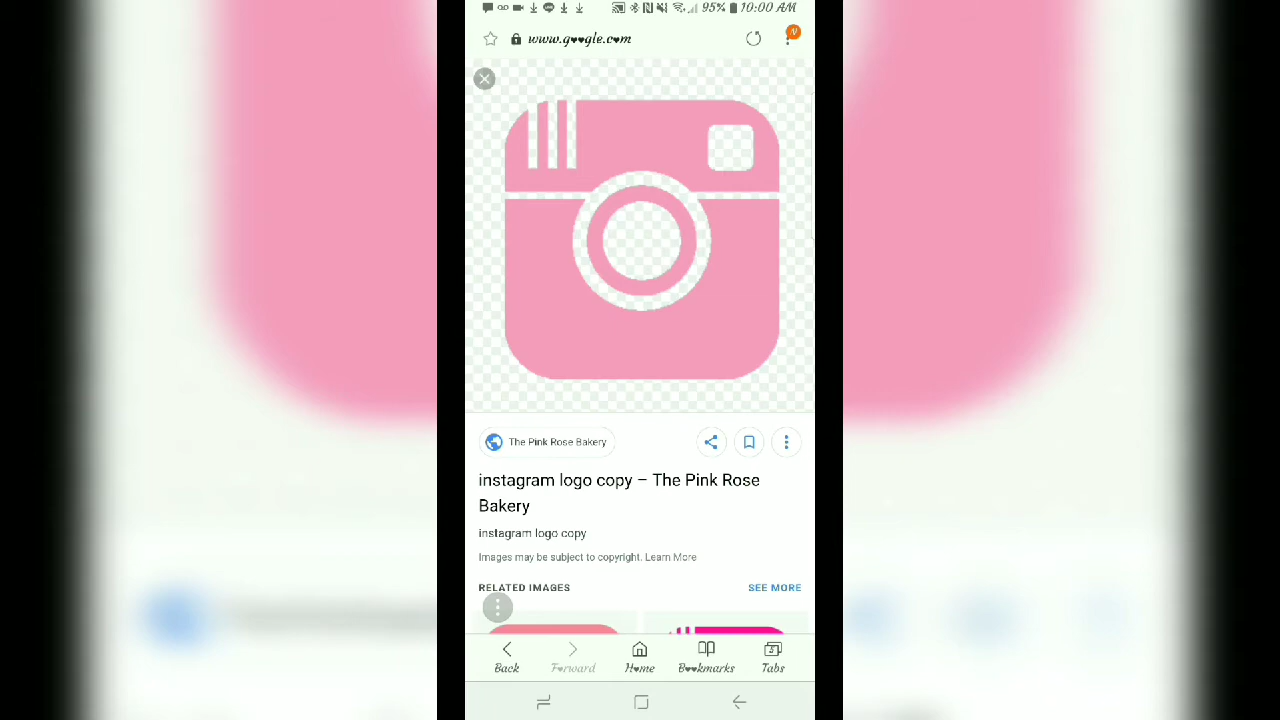 95% 10:00 AM
www.g♥♥gle.c♥m
N
The Pink Rose Bakery
instagram logo copy – The Pink Rose
Bakery
instagram logo copy
Images may be subject to copyright. Learn More
RELATED IMAGES SEE MORE
Back F♥rward H♥me B♥♥kmarks Tabs